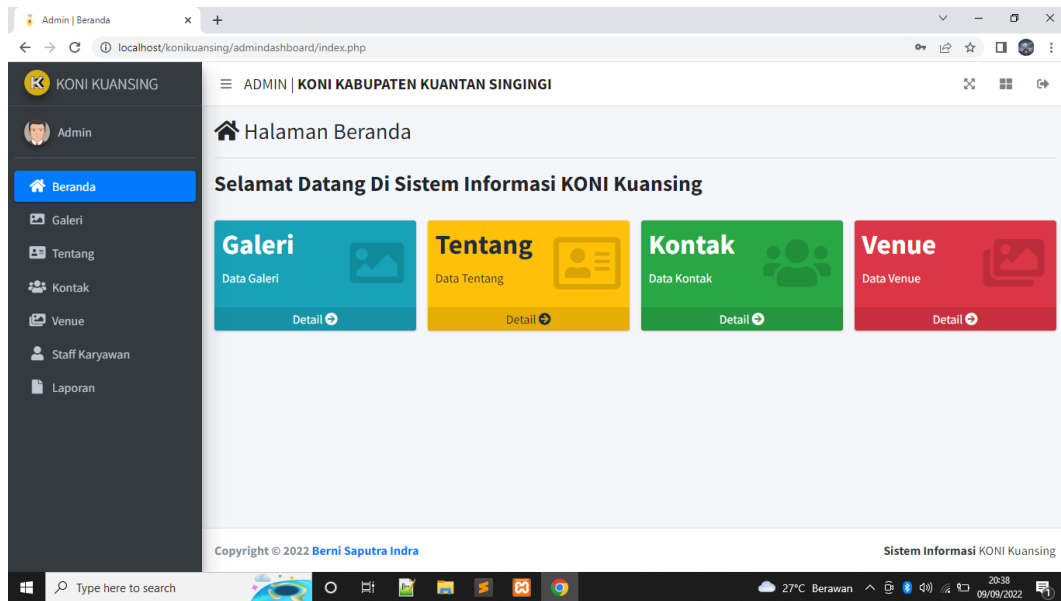 Admin | Beranda
localhost/konikuansing/admindashboard/index.php
K KONI KUANSING
ADMIN | KONI KABUPATEN KUANTAN SINGINGI
Admin
Halaman Beranda
Beranda
Galeri
Tentang
Kontak
Venue
Staff Karyawan
Laporan
Selamat Datang Di Sistem Informasi KONI Kuansing
Galeri
Data Galeri
Detail
Tentang
Data Tentang
Detail
Kontak
Data Kontak
Detail
Venue
Data Venue
Detail
Copyright © 2022 Berni Saputra Indra
Sistem Informasi KONI Kuansing
Type here to search
27°C Berawan
20:38
09/09/2022
1